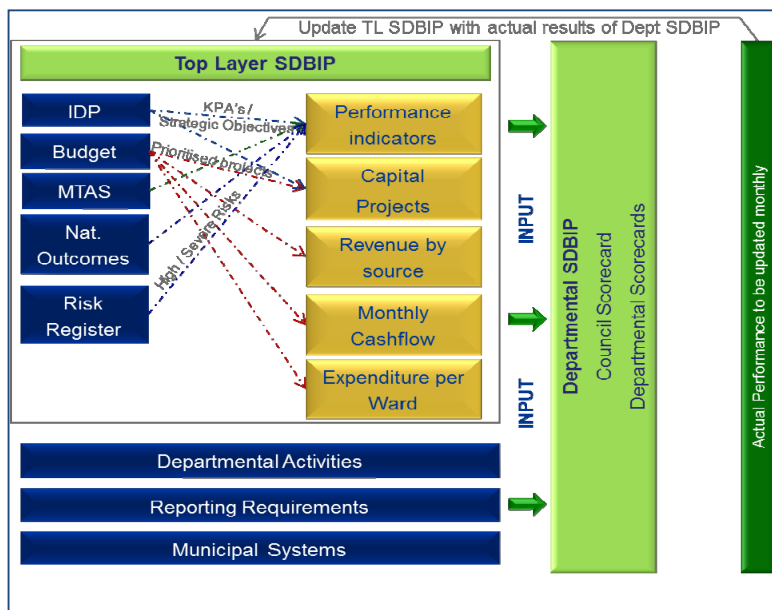 Update TL SDBIP with actual results of Dept SDBIP
Top Layer SDBIP
IDP
Budget
MTAS
Nat.
Outcomes
Risk
Register
KPA's /
Strategic Objectives
Prioritised projects
High / Severe Risks
Performance
indicators
Capital
Projects
Revenue by
source
Monthly
Cashflow
Expenditure per
Ward
INPUT
INPUT
Departmental SDBIP
Council Scorecard
Departmental Scorecards
Actual Performance to be updated monthly
Departmental Activities
Reporting Requirements
Municipal Systems